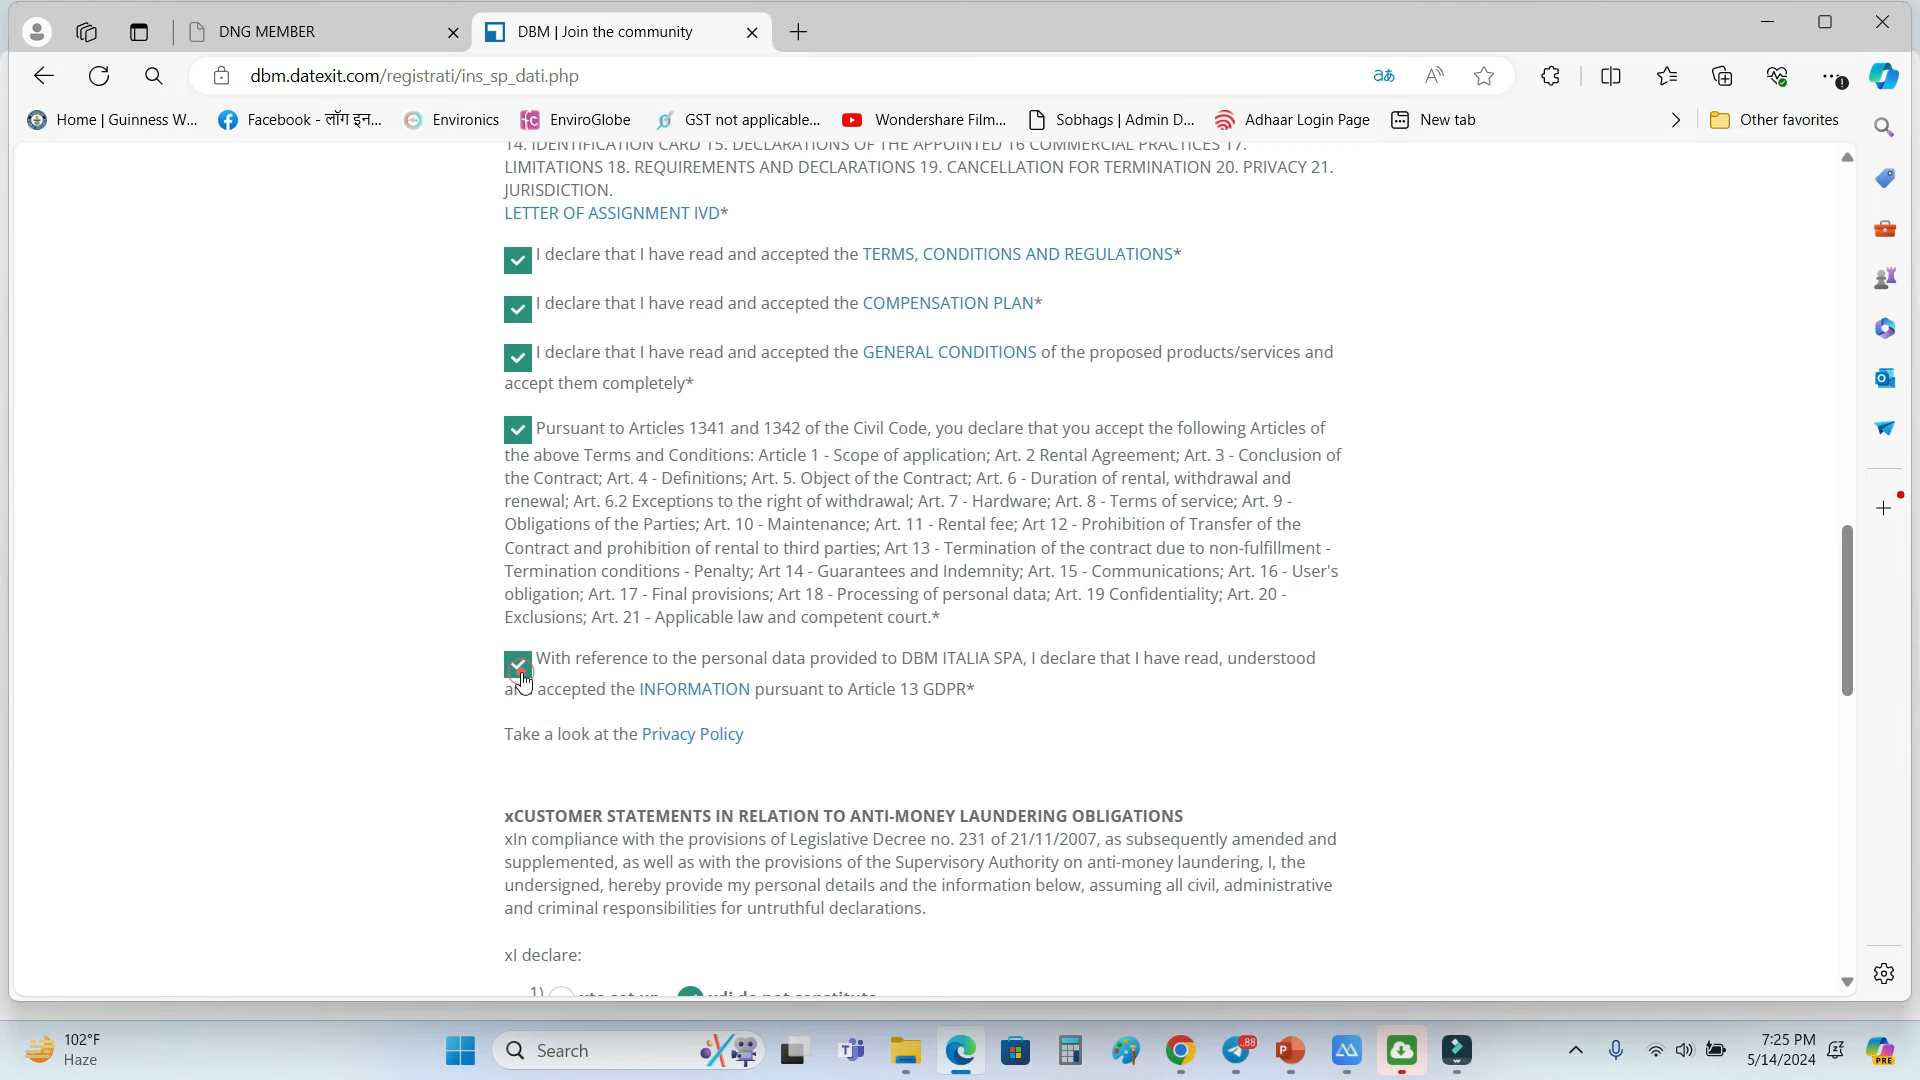 DNG MEMBER
DBM | Join the community
dbm.datexit.com/registrati/ins_sp_dati.php
Home | Guinness W...
Facebook - लॉग इन...
Environics
EnviroGlobe
GST not applicable...
Wondershare Film...
Sobhags | Admin D...
Adhaar Login Page
New tab
Other favorites
14. IDENTIFICATION CARD 15. DECLARATIONS OF THE APPOINTED 16 COMMERCIAL PRACTICES 17.
LIMITATIONS 18. REQUIREMENTS AND DECLARATIONS 19. CANCELLATION FOR TERMINATION 20. PRIVACY 21.
JURISDICTION.
LETTER OF ASSIGNMENT IVD*
I declare that I have read and accepted the TERMS, CONDITIONS AND REGULATIONS*
I declare that I have read and accepted the COMPENSATION PLAN*
I declare that I have read and accepted the GENERAL CONDITIONS of the proposed products/services and
accept them completely*
Pursuant to Articles 1341 and 1342 of the Civil Code, you declare that you accept the following Articles of
the above Terms and Conditions: Article 1 - Scope of application; Art. 2 Rental Agreement; Art. 3 - Conclusion of
the Contract; Art. 4 - Definitions; Art. 5. Object of the Contract; Art. 6 - Duration of rental, withdrawal and
renewal; Art. 6.2 Exceptions to the right of withdrawal; Art. 7 - Hardware; Art. 8 - Terms of service; Art. 9 -
Obligations of the Parties; Art. 10 - Maintenance; Art. 11 - Rental fee; Art 12 - Prohibition of Transfer of the
Contract and prohibition of rental to third parties; Art 13 - Termination of the contract due to non-fulfillment -
Termination conditions - Penalty; Art 14 - Guarantees and Indemnity; Art. 15 - Communications; Art. 16 - User's
obligation; Art. 17 - Final provisions; Art 18 - Processing of personal data; Art. 19 Confidentiality; Art. 20 -
Exclusions; Art. 21 - Applicable law and competent court.*
With reference to the personal data provided to DBM ITALIA SPA, I declare that I have read, understood
and accepted the INFORMATION pursuant to Article 13 GDPR*
Take a look at the Privacy Policy
xCUSTOMER STATEMENTS IN RELATION TO ANTI-MONEY LAUNDERING OBLIGATIONS
xIn compliance with the provisions of Legislative Decree no. 231 of 21/11/2007, as subsequently amended and
supplemented, as well as with the provisions of the Supervisory Authority on anti-money laundering, I, the
undersigned, hereby provide my personal details and the information below, assuming all civil, administrative
and criminal responsibilities for untruthful declarations.
xI declare:
1)
102°F
Haze
Search
88
7:25 PM
5/14/2024
PRE